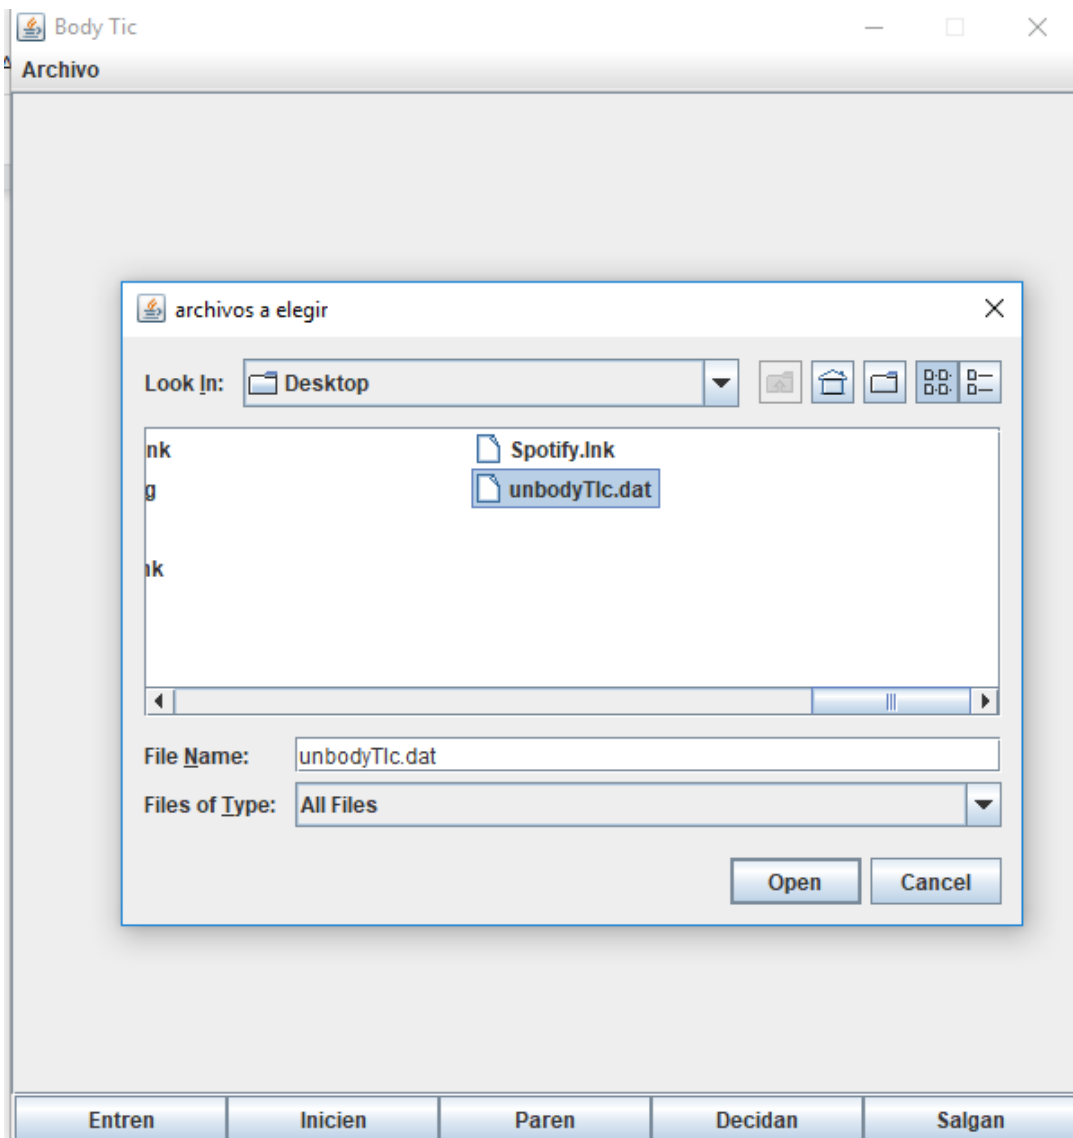 Body Tic
Archivo
archivos a elegir
Look In: Desktop
nk Spotify.lnk
g unbodyTIc.dat
nk
File Name: unbodyTIc.dat
Files of Type: All Files
Open Cancel
Entren Inicien Paren Decidan Salgan